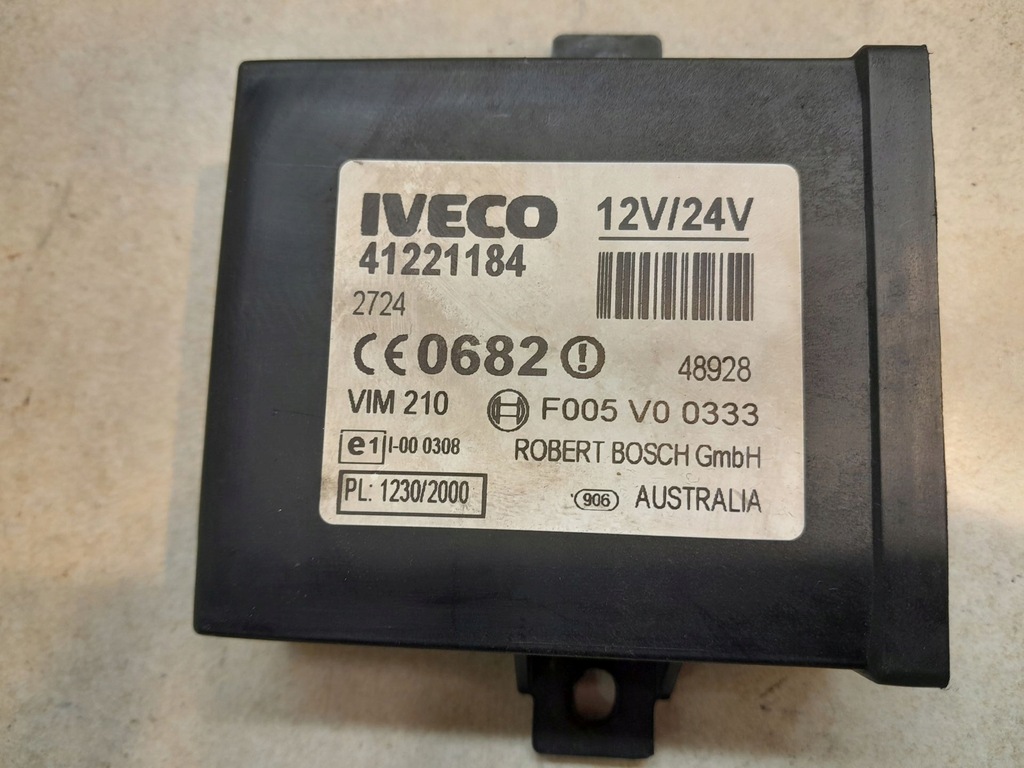 IVECO 12V/24V
41221184
2724
CE 0682 48928
VIM 210 F005 V0 0333
e1 I-00 0308 ROBERT BOSCH GmbH
PL: 1230/2000 906 AUSTRALIA